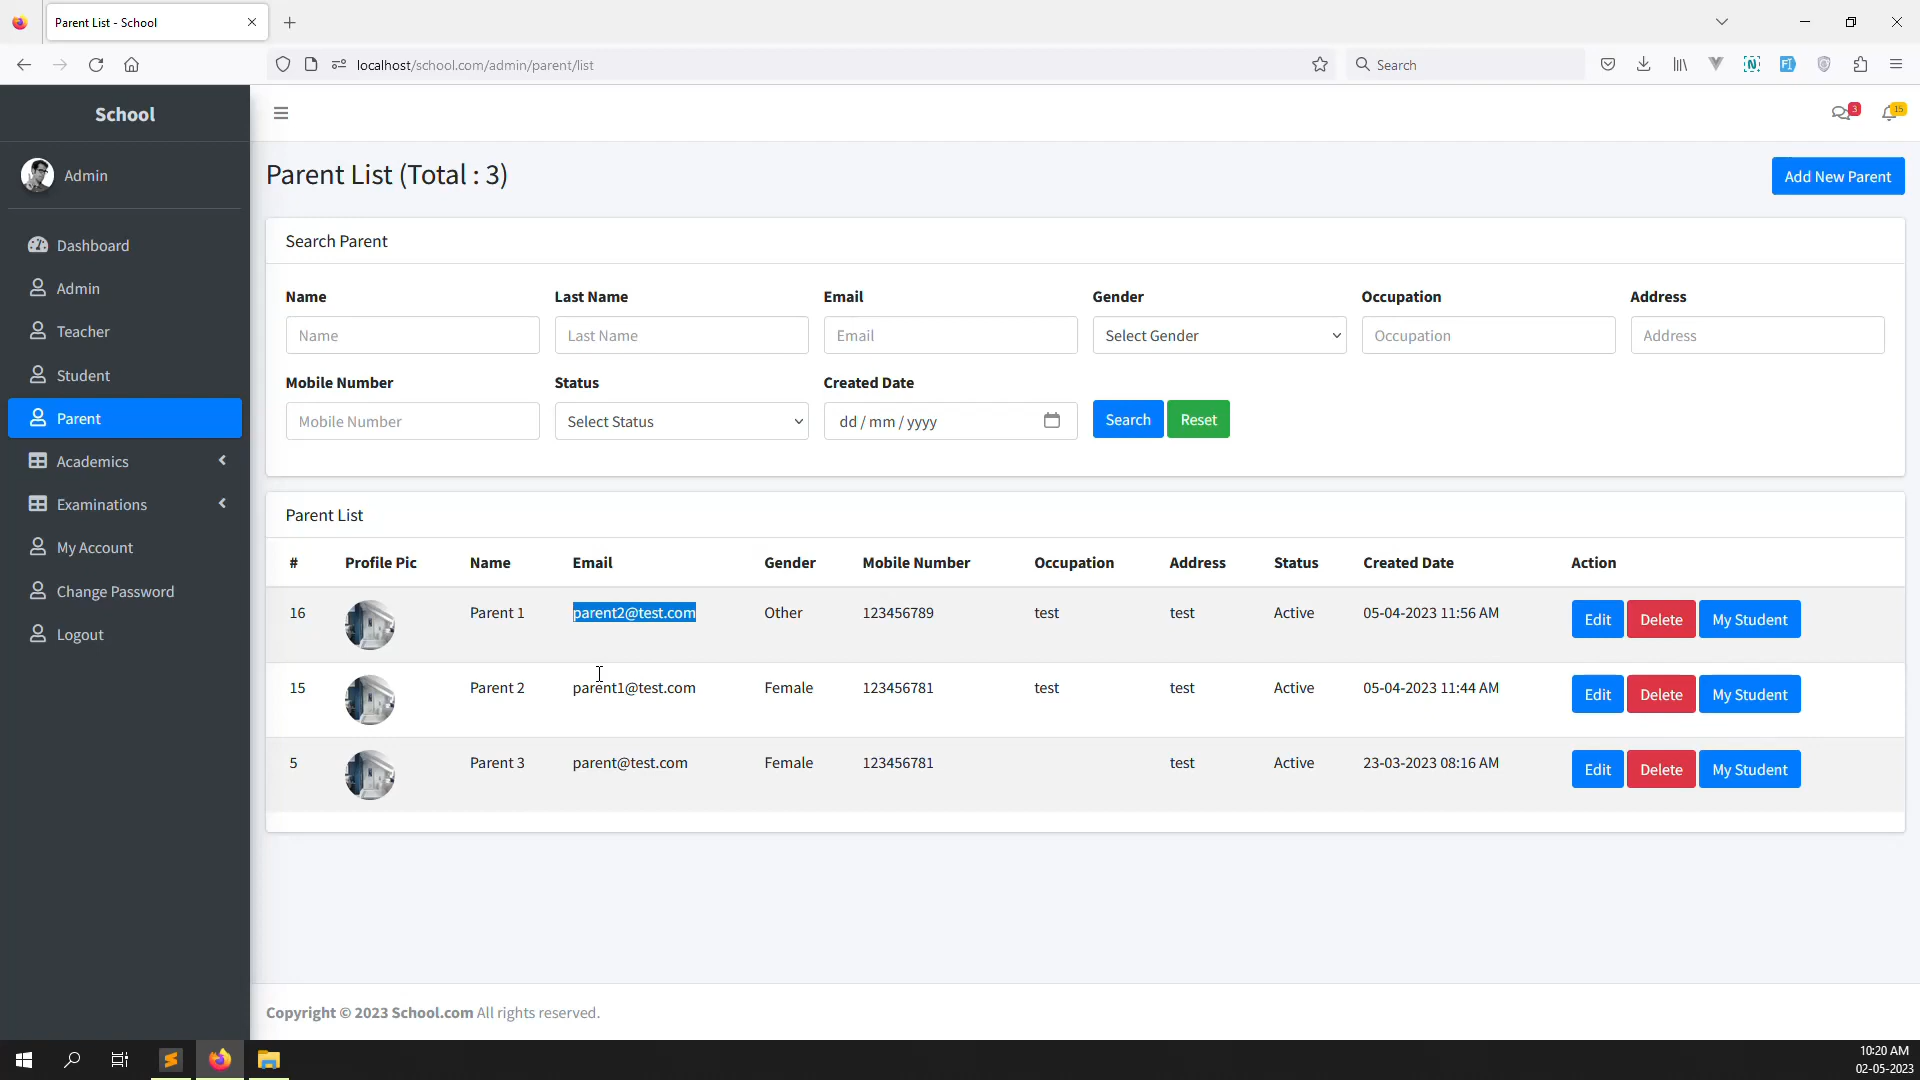 Parent List - School
localhost/school.com/admin/parent/list
Search
School
3
15
Admin
Parent List (Total : 3)
Add New Parent
Dashboard
Admin
Teacher
Student
Parent
Academics
Examinations
My Account
Change Password
Logout
Search Parent
Name Last Name Email Gender Occupation Address
Name Last Name Email Select Gender Occupation Address
Mobile Number Status Created Date
Mobile Number Select Status dd / mm / yyyy Search Reset
Parent List
# Profile Pic Name Email Gender Mobile Number Occupation Address Status Created Date Action
16 Parent 1 parent2@test.com Other 123456789 test test Active 05-04-2023 11:56 AM Edit Delete My Student
15 Parent 2 parent1@test.com Female 123456781 test test Active 05-04-2023 11:44 AM Edit Delete My Student
5 Parent 3 parent@test.com Female 123456781 test Active 23-03-2023 08:16 AM Edit Delete My Student
Copyright © 2023 School.com All rights reserved.
10:20 AM
02-05-2023